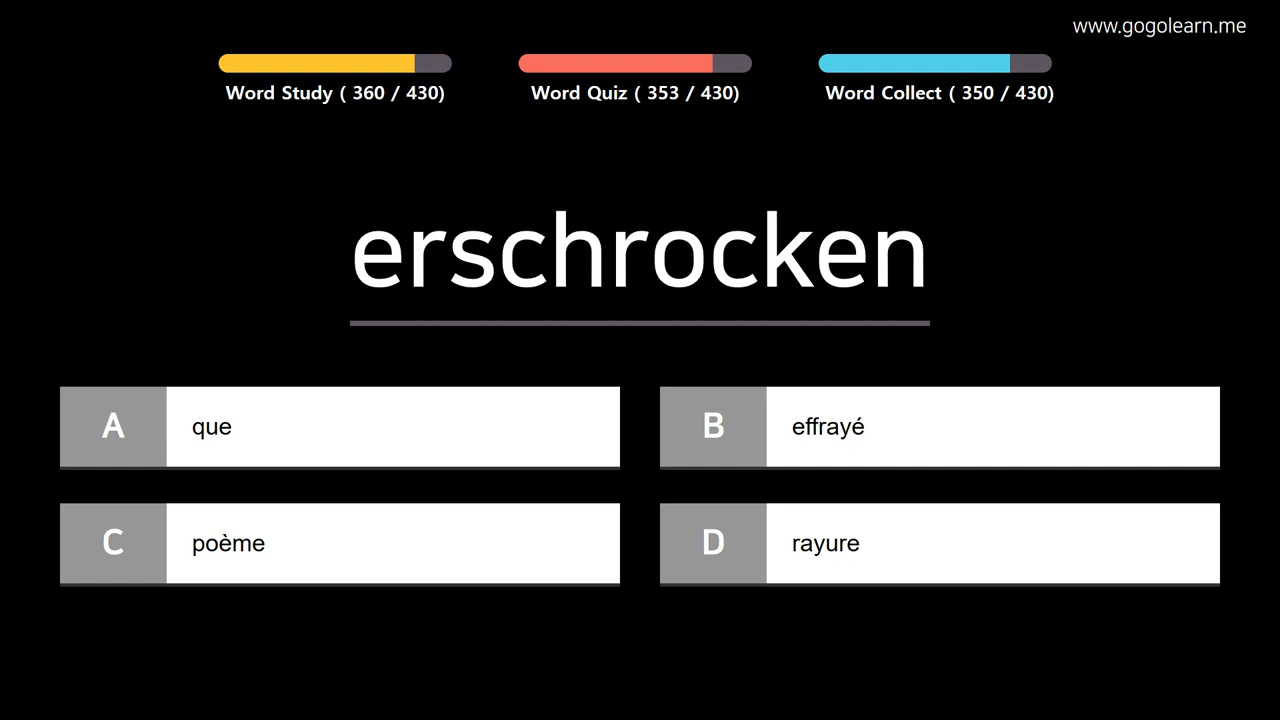 www.gogolearn.me
Word Study ( 360 / 430)
Word Quiz ( 353 / 430)
Word Collect ( 350 / 430)
erschrocken
A
que
B
effrayé
C
poème
D
rayure